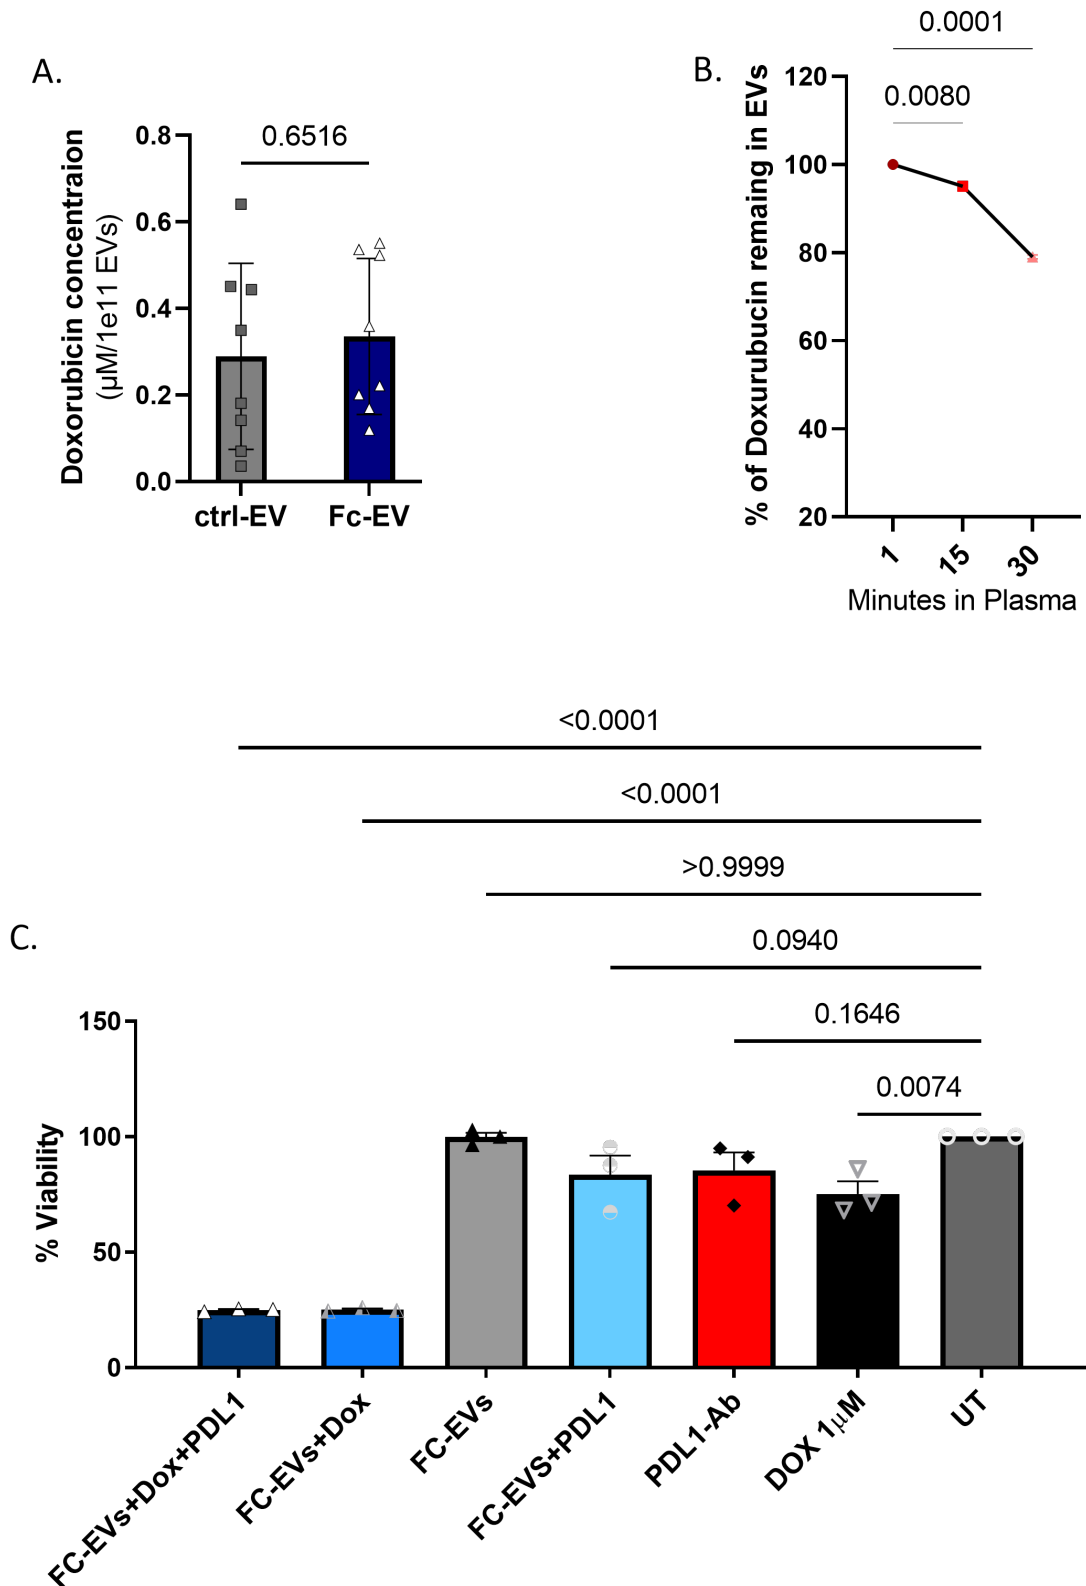 A.
Doxorubicin concentraion
(µM/1e11 EVs)
0.8
0.6
0.4
0.2
0.0
0.6516
ctrl-EV
Fc-EV
B.
% of Doxurubucin remaing in EVs
120
100
80
60
40
20
0.0001
0.0080
1
15
30
Minutes in Plasma
C.
<0.0001
<0.0001
>0.9999
0.0940
0.1646
0.0074
% Viability
150
100
50
0
FC-EVs+Dox+PDL1
FC-EVs+Dox
FC-EVs
FC-EVS+PDL1
PDL1-Ab
DOX 1µM
UT